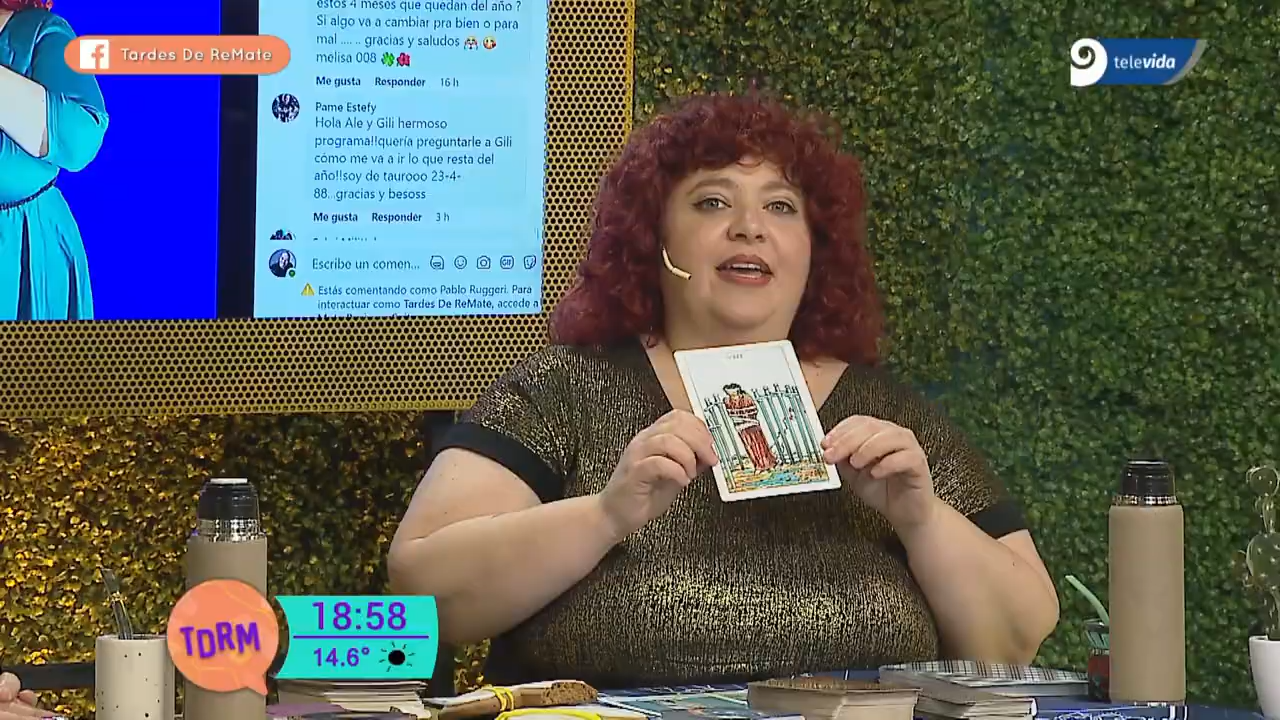 estos 4 meses que quedan del año ?
Si algo va a cambiar pra bien o para
mal ..... .. gracias y saludos
melisa 008
Me gusta Responder 16 h
Pame Estefy
Hola Ale y Gili hermoso
programa!!quería preguntarle a Gili
cómo me va a ir lo que resta del
año!!soy de taurooo 23-4-
88...gracias y besoss
Me gusta Responder 3 h
Escribe un comen...
GIF
Estás comentando como Pablo Ruggeri. Para
interactuar como Tardes De ReMate, accede a
f Tardes De ReMate
9 televida
VIII
TDRM
18:58
14.6°